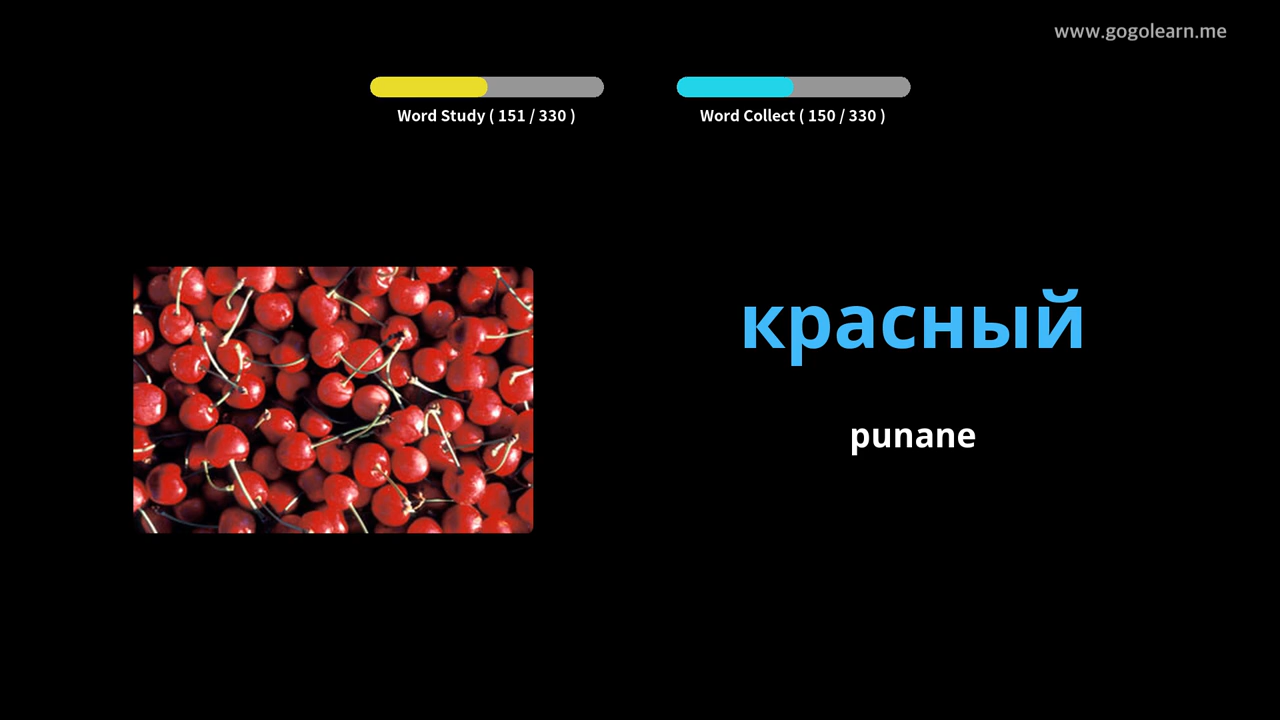 www.gogolearn.me
Word Study ( 151 / 330 )
Word Collect ( 150 / 330 )
красный
punane